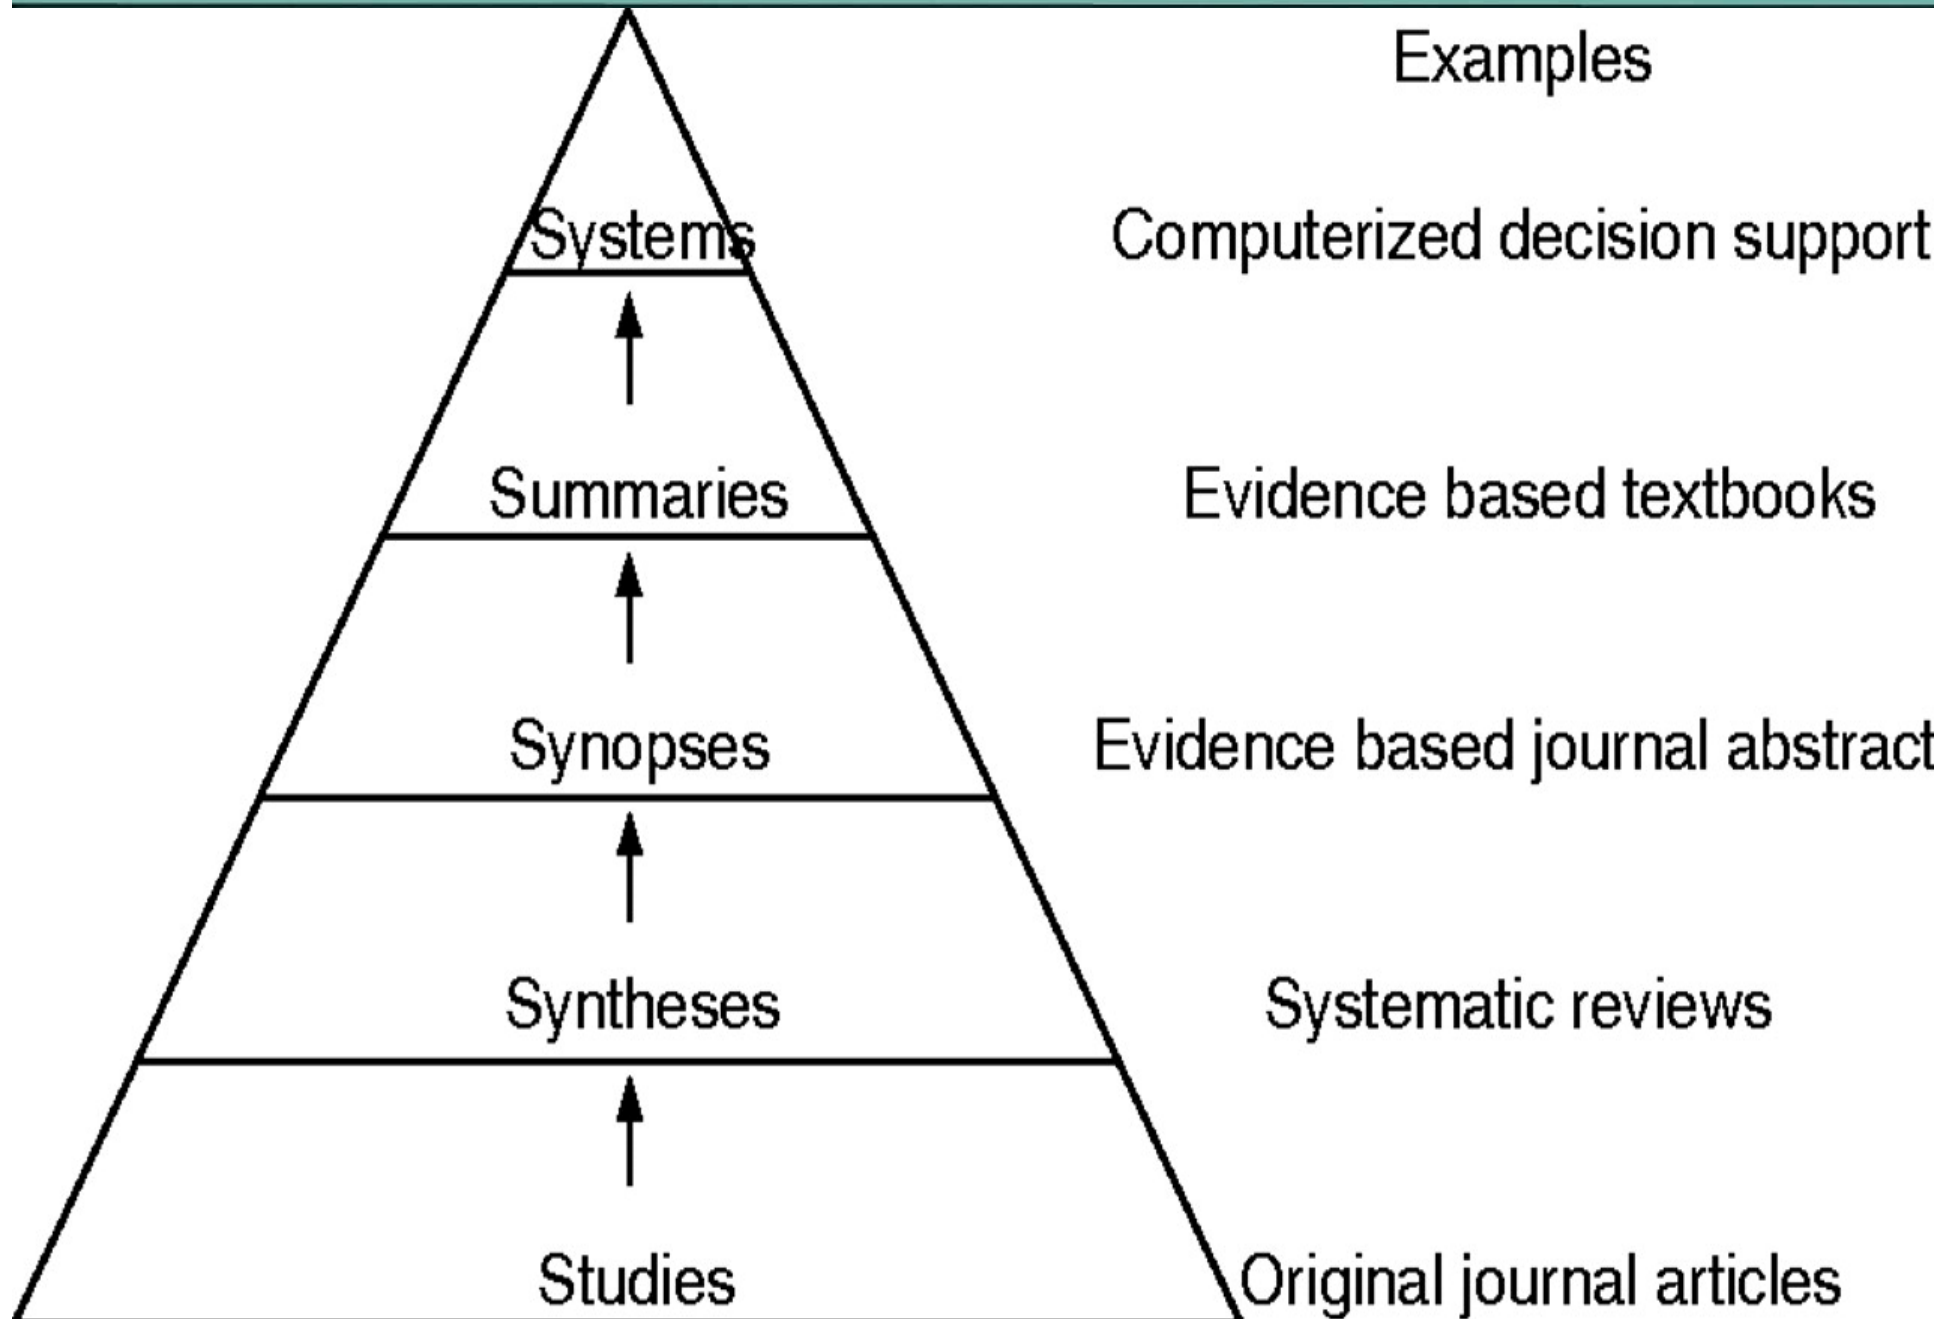 Examples
Systems Computerized decision support
Summaries Evidence based textbooks
Synopses Evidence based journal abstract
Syntheses Systematic reviews
Studies Original journal articles